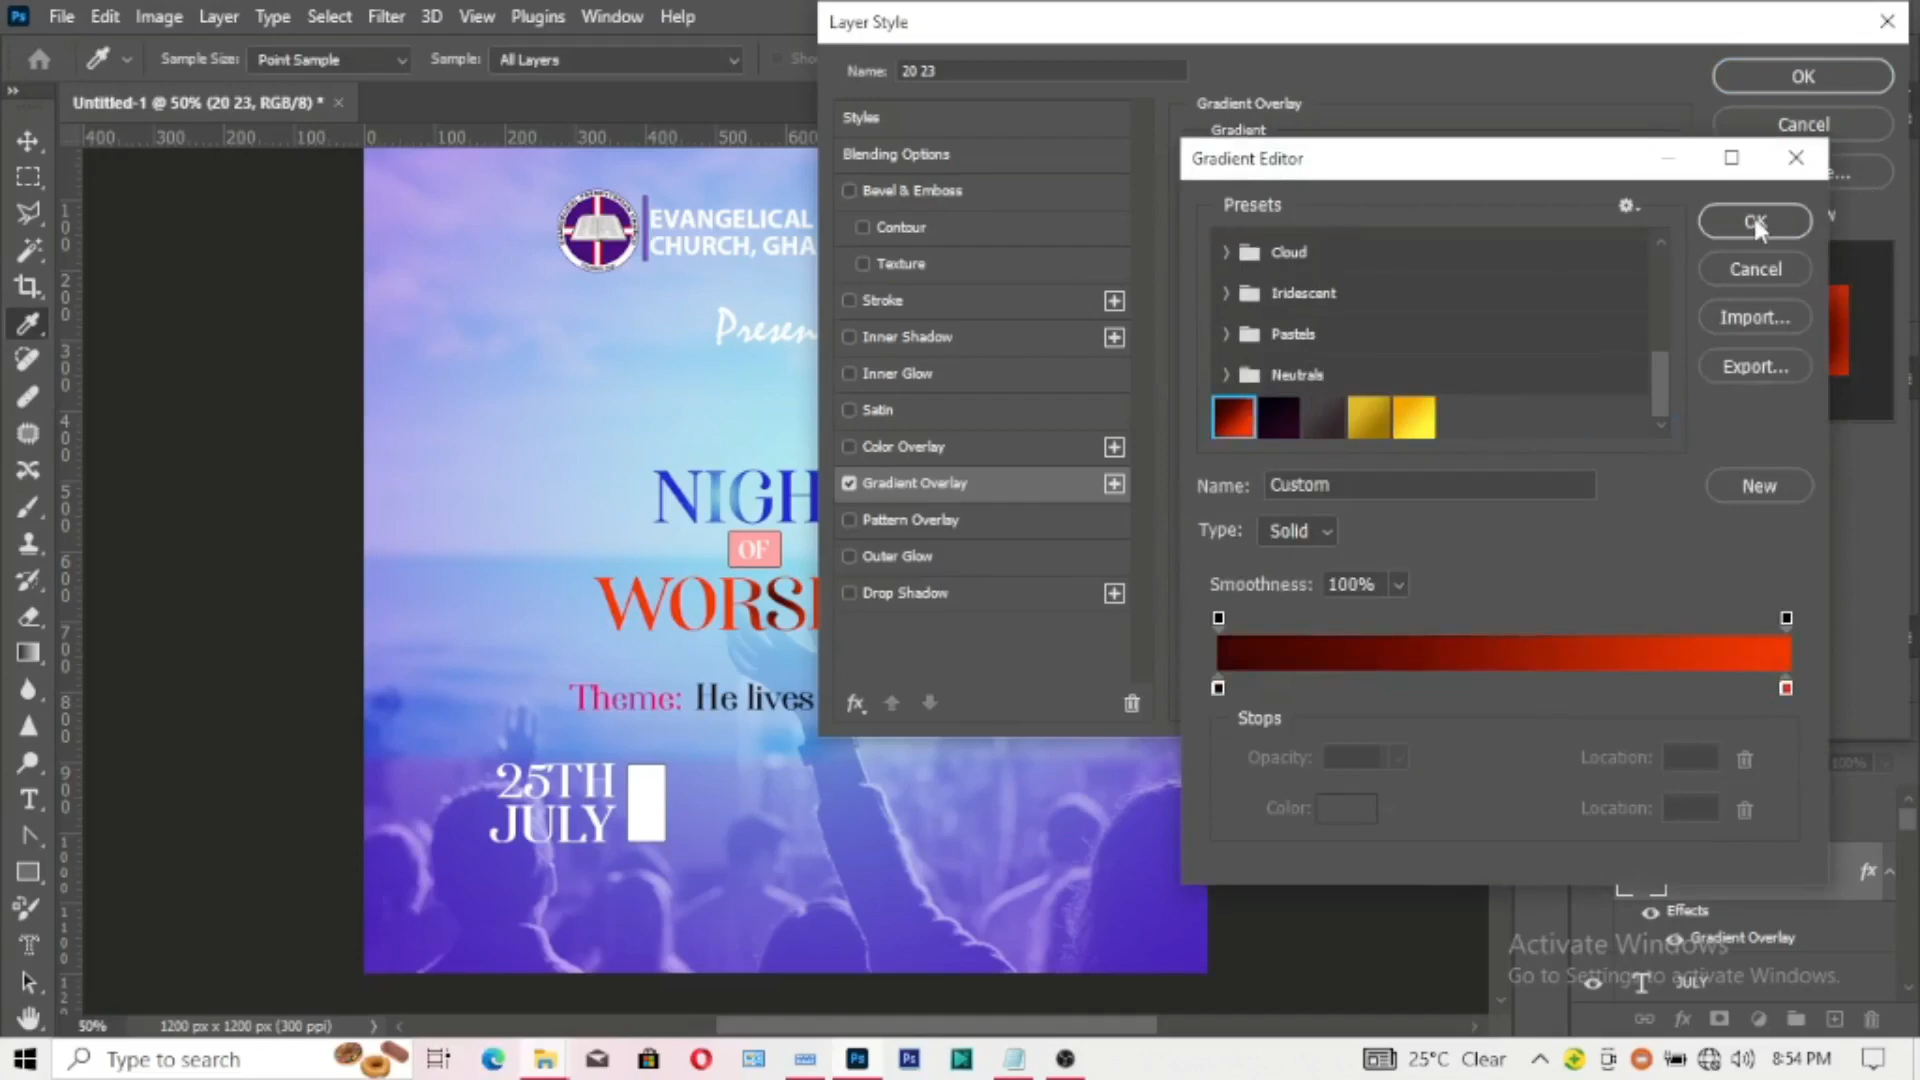 File Edit Image Layer Type Select Filter 3D View Plugins Window Help
Sample Size: Point Sample Sample: All Layers
Untitled-1 @ 50% (20 23, RGB/8) *
400 300 200 100 0 100 200 300 400 500 600
EVANGELICAL
CHURCH, GHA
Presen
NIGH
OF
WORSH
Theme: He lives
25TH
JULY
50% 1200 px x 1200 px (300 ppi)
Layer Style
Name: 20 23
Styles
Blending Options
Bevel & Emboss
Contour
Texture
Stroke
Inner Shadow
Inner Glow
Satin
Color Overlay
Gradient Overlay
Pattern Overlay
Outer Glow
Drop Shadow
fx
Gradient Overlay
Gradient
OK
Cancel
Gradient Editor
Presets
Cloud
Iridescent
Pastels
Neutrals
OK
Cancel
Import...
Export...
Name: Custom
New
Type: Solid
Smoothness: 100%
Stops
Opacity: Location:
Color: Location:
100%
fx
Effects
Gradient Overlay
JULY
Activate Windows
Go to Settings to activate Windows.
Type to search
25°C Clear
8:54 PM